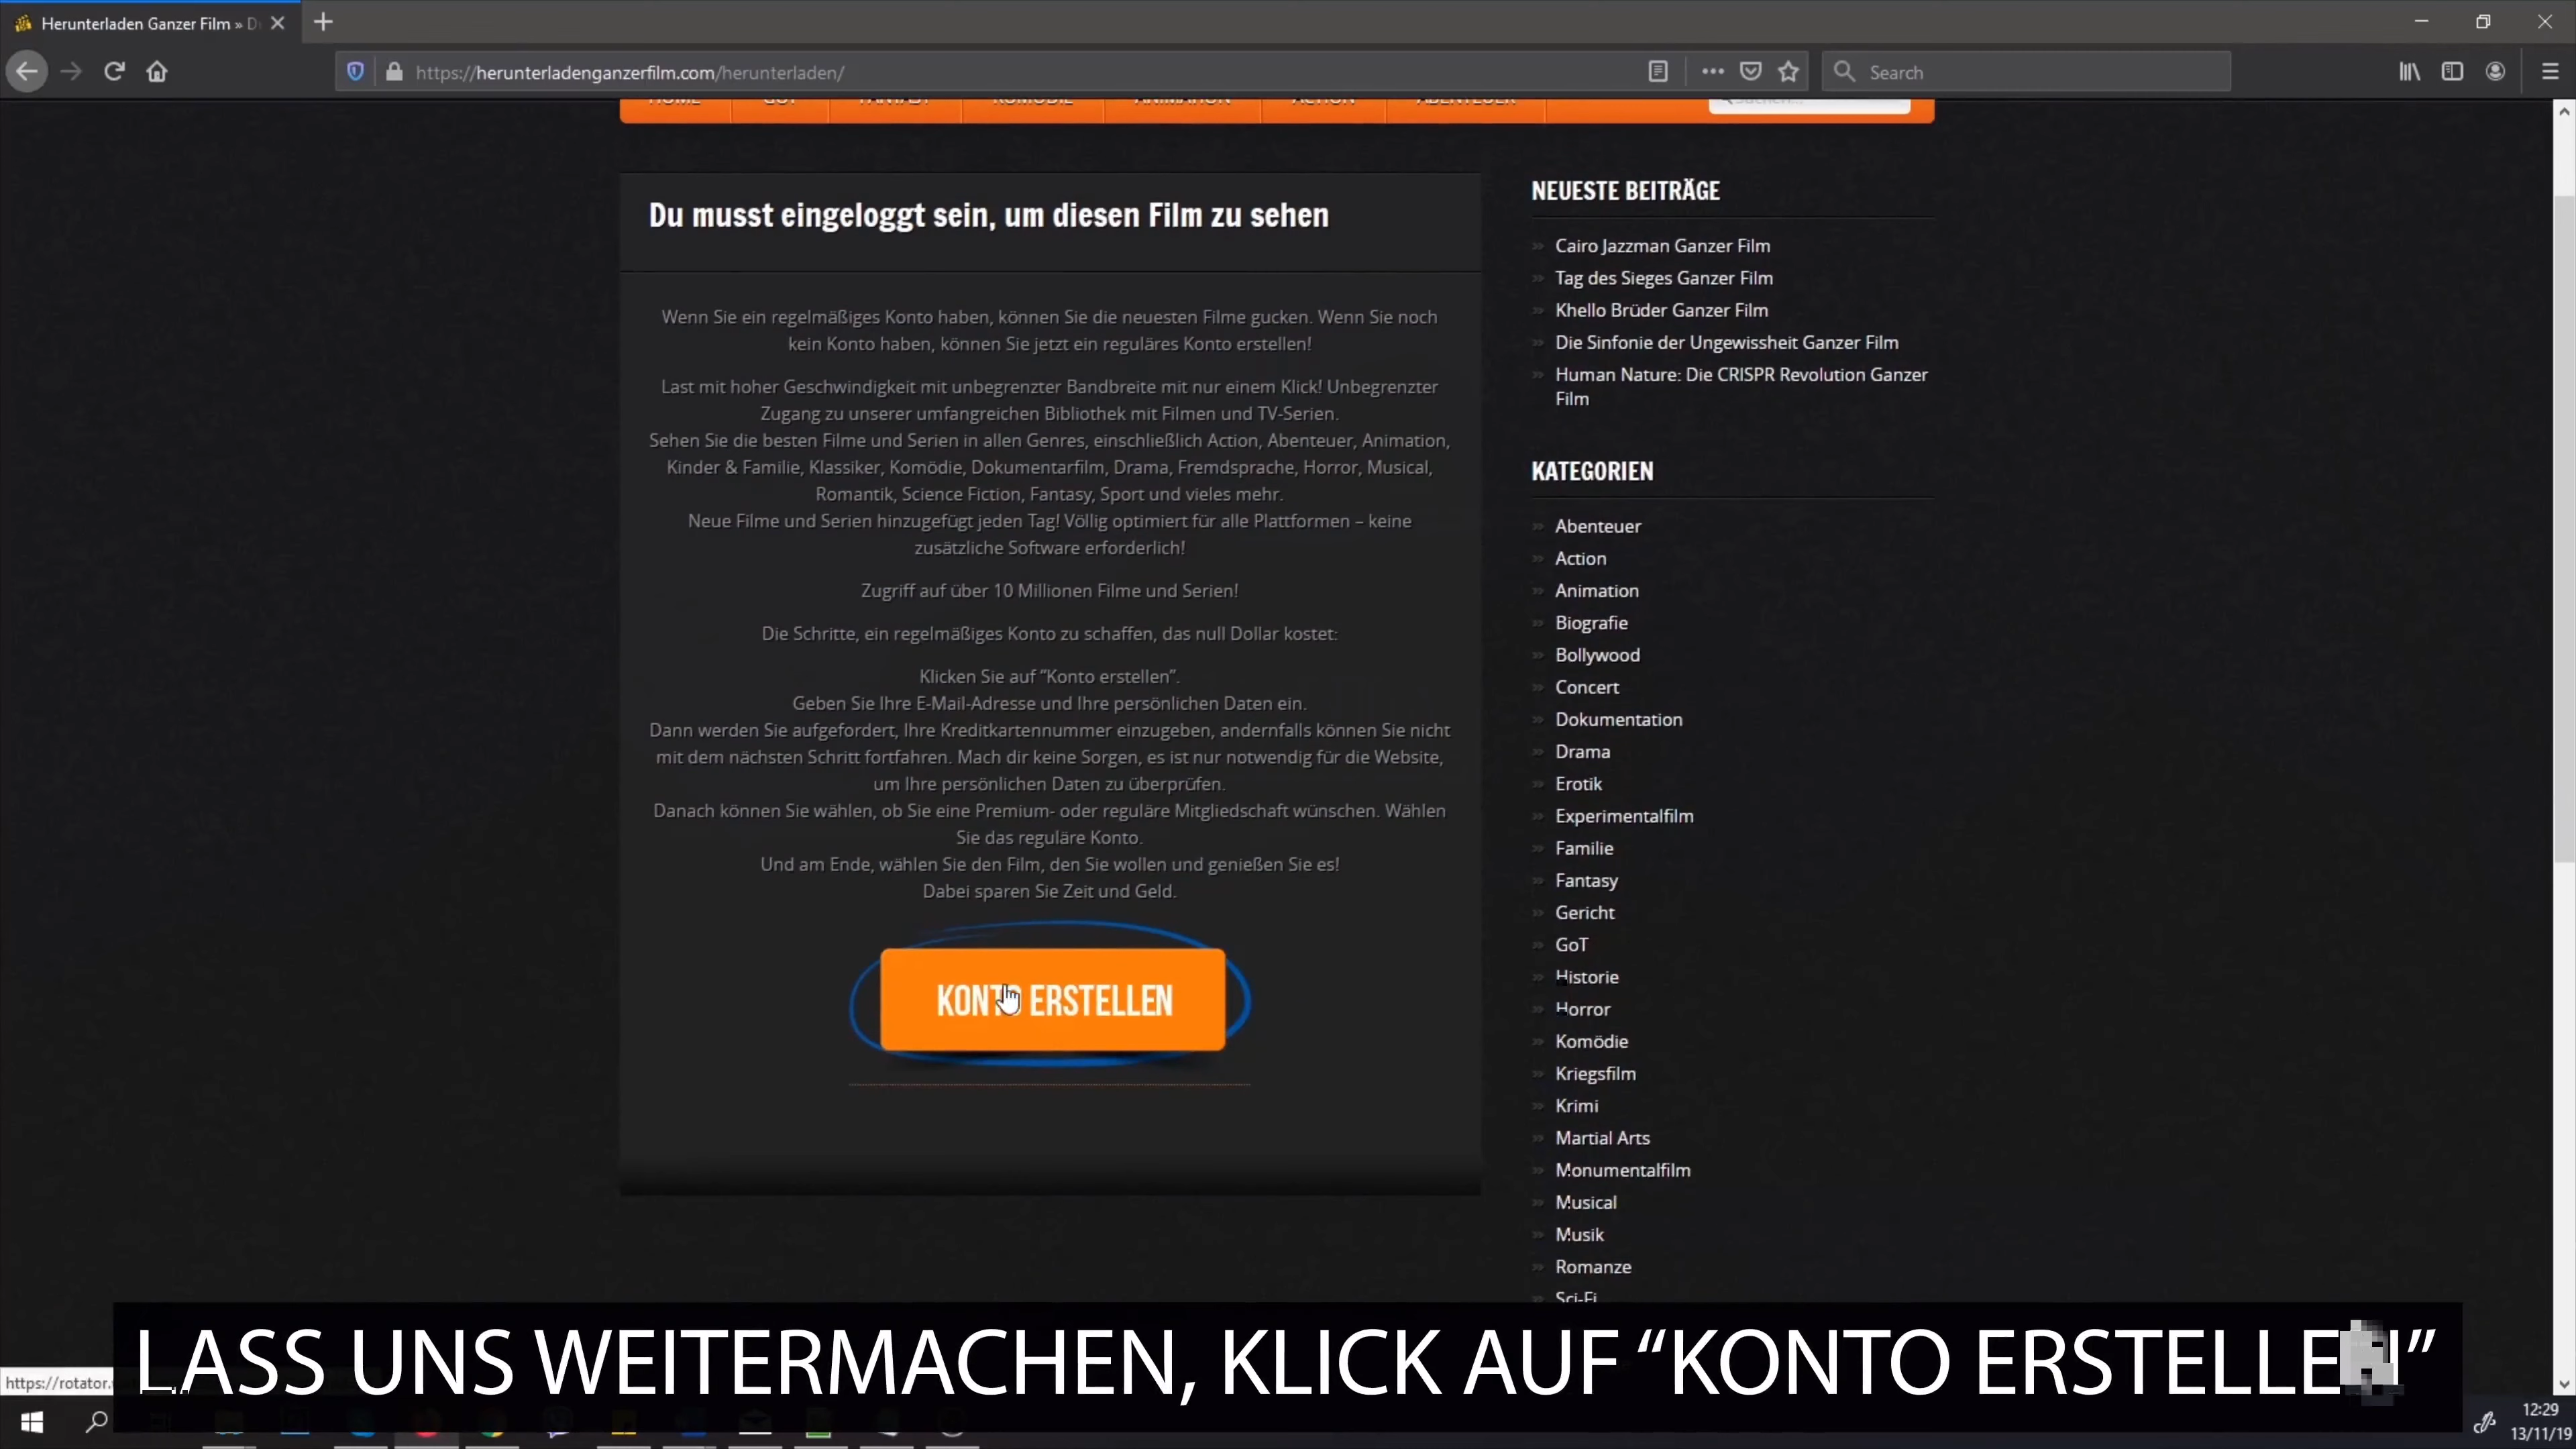 Herunterladen Ganzer Film » D
https://herunterladenganzerfilm.com/herunterladen/
Search
HOME GOT FANTASY KOMÖDIE ANIMATION ACTION ABENTEUER
Suchen...
Du musst eingeloggt sein, um diesen Film zu sehen
Wenn Sie ein regelmäßiges Konto haben, können Sie die neuesten Filme gucken. Wenn Sie noch
kein Konto haben, können Sie jetzt ein reguläres Konto erstellen!
Last mit hoher Geschwindigkeit mit unbegrenzter Bandbreite mit nur einem Klick! Unbegrenzter
Zugang zu unserer umfangreichen Bibliothek mit Filmen und TV-Serien.
Sehen Sie die besten Filme und Serien in allen Genres, einschließlich Action, Abenteuer, Animation,
Kinder & Familie, Klassiker, Komödie, Dokumentarfilm, Drama, Fremdsprache, Horror, Musical,
Romantik, Science Fiction, Fantasy, Sport und vieles mehr.
Neue Filme und Serien hinzugefügt jeden Tag! Völlig optimiert für alle Plattformen – keine
zusätzliche Software erforderlich!
Zugriff auf über 10 Millionen Filme und Serien!
Die Schritte, ein regelmäßiges Konto zu schaffen, das null Dollar kostet:
Klicken Sie auf “Konto erstellen”.
Geben Sie Ihre E-Mail-Adresse und Ihre persönlichen Daten ein.
Dann werden Sie aufgefordert, Ihre Kreditkartennummer einzugeben, andernfalls können Sie nicht
mit dem nächsten Schritt fortfahren. Mach dir keine Sorgen, es ist nur notwendig für die Website,
um Ihre persönlichen Daten zu überprüfen.
Danach können Sie wählen, ob Sie eine Premium- oder reguläre Mitgliedschaft wünschen. Wählen
Sie das reguläre Konto.
Und am Ende, wählen Sie den Film, den Sie wollen und genießen Sie es!
Dabei sparen Sie Zeit und Geld.
KONTO ERSTELLEN
NEUESTE BEITRÄGE
Cairo Jazzman Ganzer Film
Tag des Sieges Ganzer Film
Khello Brüder Ganzer Film
Die Sinfonie der Ungewissheit Ganzer Film
Human Nature: Die CRISPR Revolution Ganzer
Film
KATEGORIEN
Abenteuer
Action
Animation
Biografie
Bollywood
Concert
Dokumentation
Drama
Erotik
Experimentalfilm
Familie
Fantasy
Gericht
GoT
Historie
Horror
Komödie
Kriegsfilm
Krimi
Martial Arts
Monumentalfilm
Musical
Musik
Romanze
Sci-Fi
LASS UNS WEITERMACHEN, KLICK AUF “KONTO ERSTELLEN”
https://rotator.
12:29
13/11/19